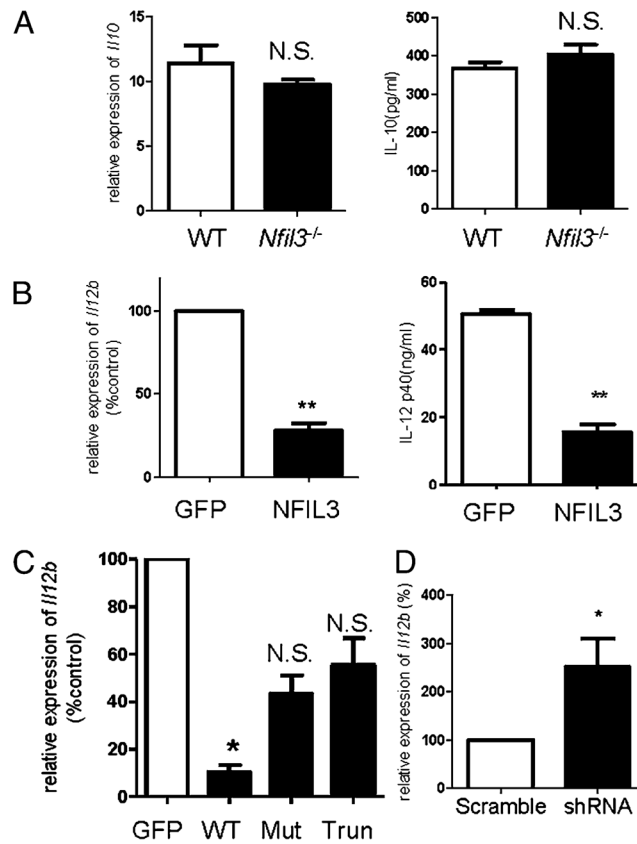 A
relative expression of Il10
15
10
5
0
N.S.
WT
Nfil3-/-
IL-10(pg/ml)
500
400
300
200
100
0
N.S.
WT
Nfil3-/-
B
relative expression of Il12b
(%control)
100
50
0
**
GFP
NFIL3
IL-12 p40(ng/ml)
60
40
20
0
**
GFP
NFIL3
C
relative expression of Il12b
(%control)
100
80
60
40
20
0
*
N.S.
N.S.
GFP
WT
Mut
Trun
D
relative expression of Il12b (%)
400
300
200
100
0
*
Scramble
shRNA